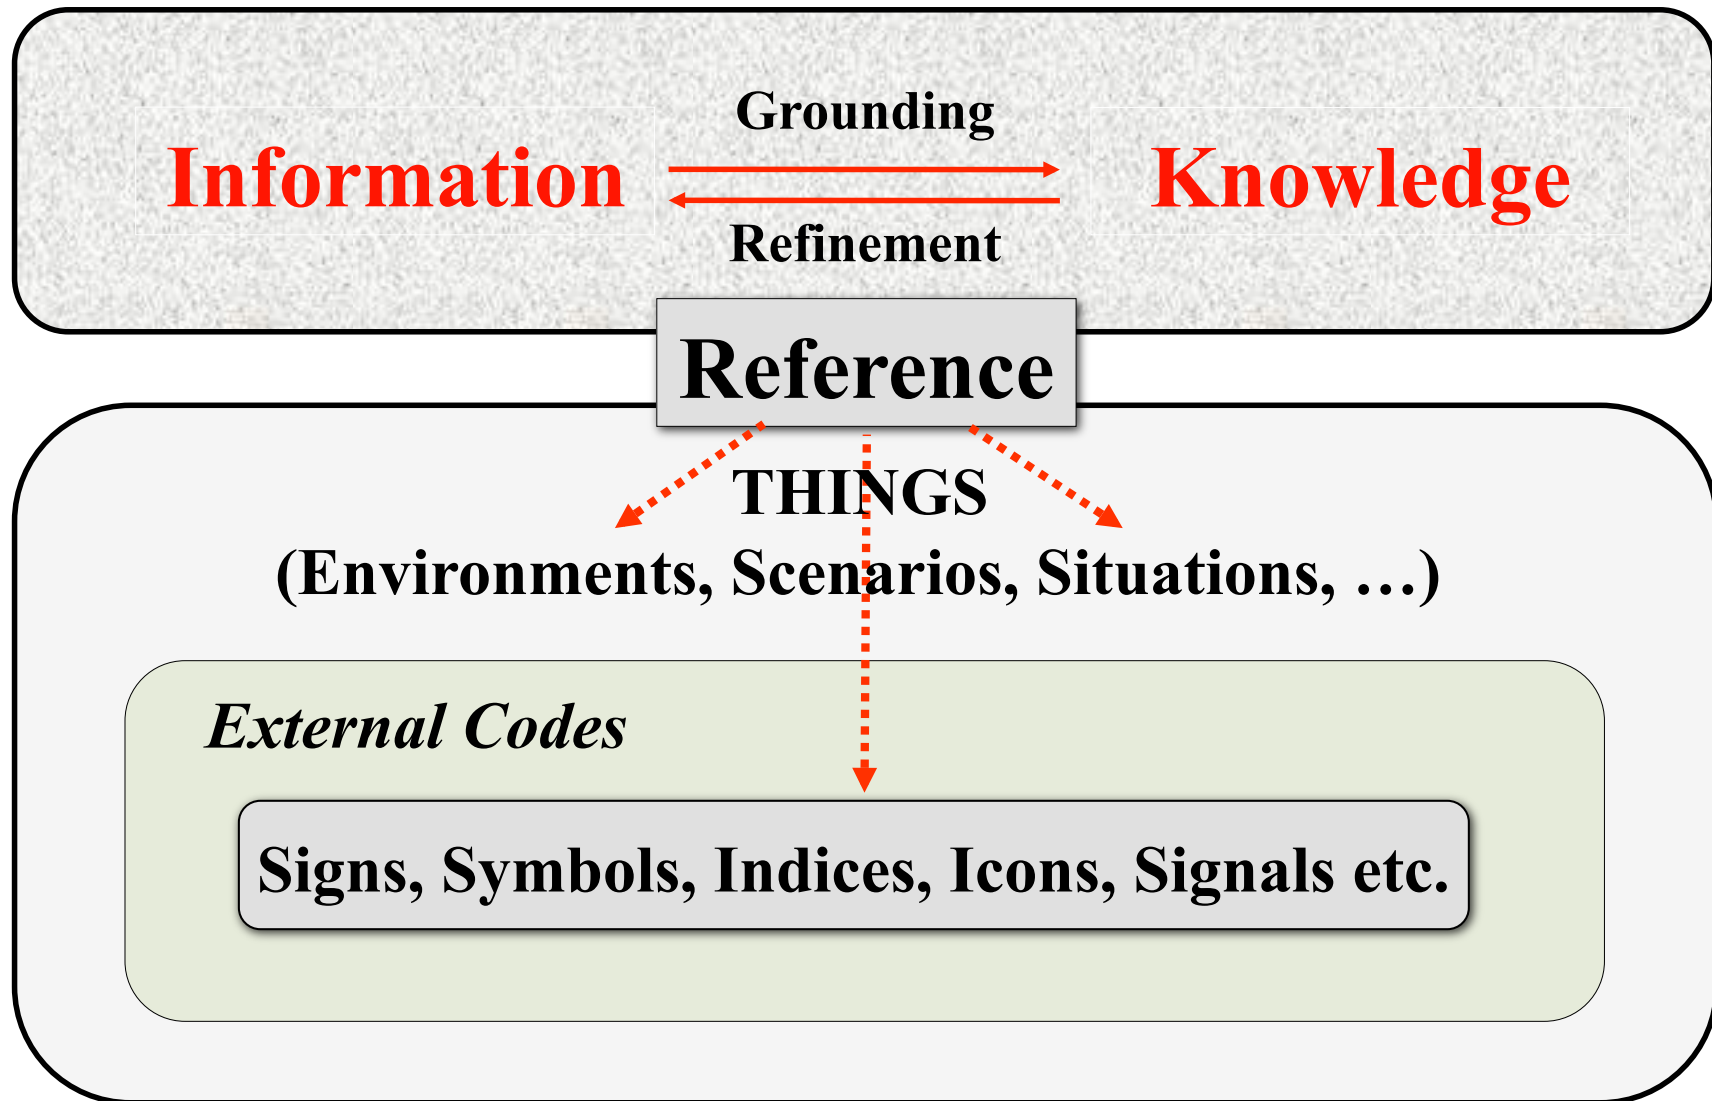 Grounding
Information
Knowledge
Refinement
Reference
THINGS
(Environments, Scenarios, Situations, …)
External Codes
Signs, Symbols, Indices, Icons, Signals etc.